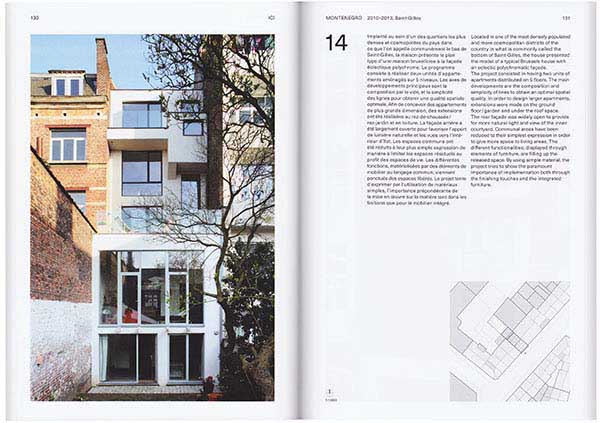 130
ICI
MONTENEGRO 2010–2013, Saint-Gilles
131
14
Implanté au sein d'un des quartiers les plus
denses et cosmopolites du pays dans
ce que l'on appelle communément le bas de
Saint-Gilles, la maison présente le plan
type d'une maison bruxelloise à la façade
éclectique polychrome. Le programme
consiste à réaliser deux unités d'apparte-
ments aménagés sur 5 niveaux. Les axes de
développements principaux sont la
composition par le vide, et la simplicité
des lignes pour obtenir une qualité spatiale
optimale. Afin de concevoir des appartements
de plus grande dimension, des extensions
ont été réalisées au rez-de-chaussée/
rez-jardin et en toiture. La façade arrière a
été largement ouverte pour favoriser l'apport
de lumière naturelle et les vues vers l'inté-
rieur d'îlot. Les espaces communs ont
été réduits à leur plus simple expression de
manière à limiter les espaces résiduels au
profit des espaces de vie. Les différentes
fonctions, matérialisées par des éléments de
mobilier au langage commun, viennent
ponctuer des espaces libérés. Le projet tente
d'exprimer par l'utilisation de matériaux
simples, l'importance prépondérante de
la mise en œuvre sur la matière tant dans les
finitions que pour le mobilier intégré.
Located in one of the most densely populated
and more cosmopolitan districts of the
country in what is commonly called the
bottom of Saint-Gilles, the house presented
the model of a typical Brussels house with
an eclectic polychromatic façade.
The project consisted in having two units of
apartments distributed on 5 floors. The main
developments are the composition and
simplicity of lines to obtain an optimal spatial
quality. In order to design larger apartments,
extensions were made on the ground
floor/garden and under the roof space.
The rear façade was widely open to provide
for more natural light and view of the inner
courtyard. Communal areas have been
reduced to their simplest expression in order
to give more space to living areas. The
different functionalities, displayed through
elements of furniture, are filling up the
released space. By using simple material, the
project tries to show the paramount
importance of implementation both through
the finishing touches and the integrated
furniture.